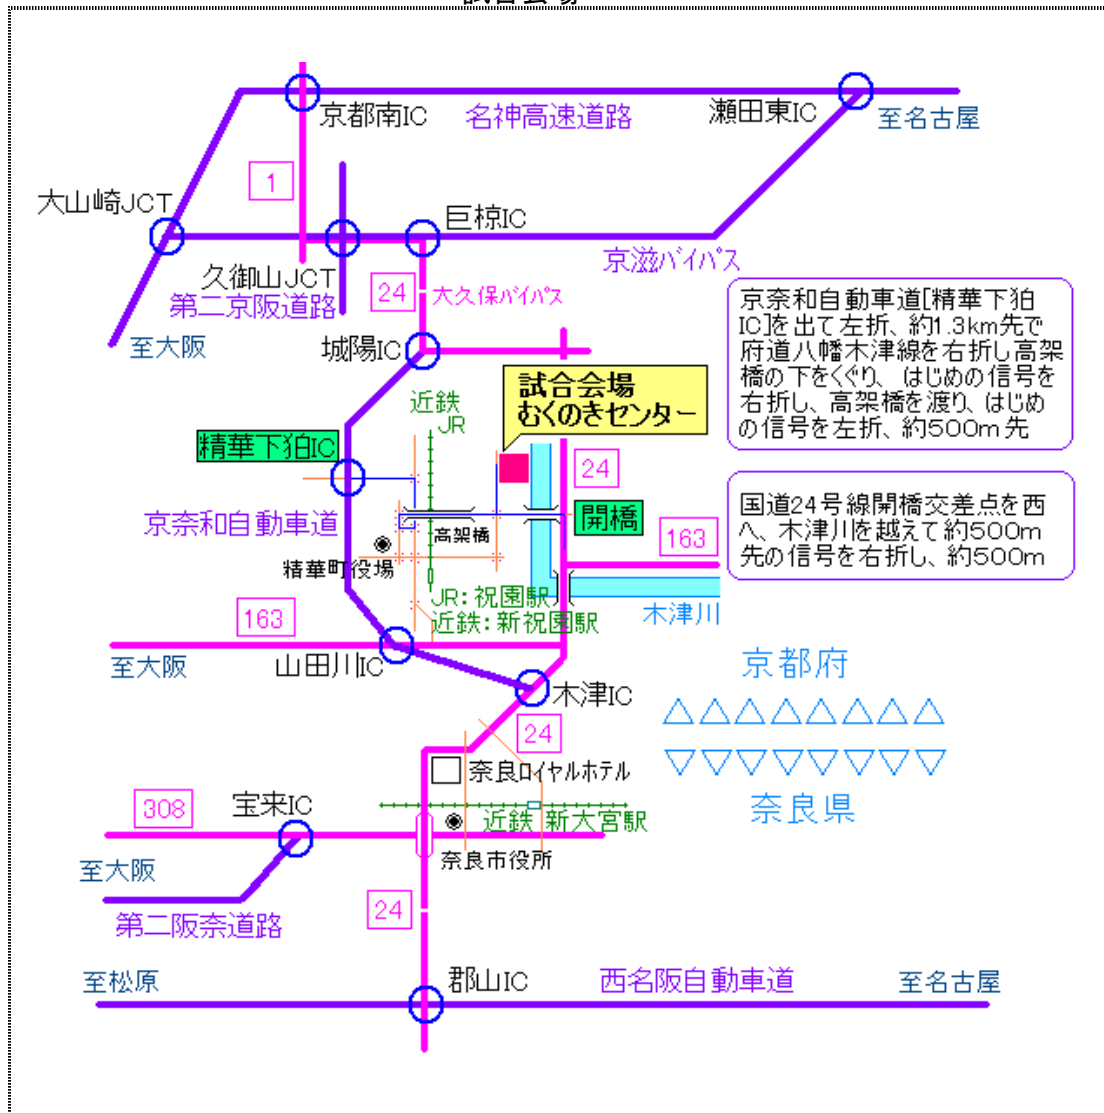 試合会場
京都南IC
名神高速道路
瀬田東IC
至名古屋
1
大山崎JCT
巨椋IC
久御山JCT
京滋バイパス
第二京阪道路
24
大久保バイパス
至大阪
城陽IC
京奈和自動車道[精華下狛
IC]を出て左折、約1.3km先で
府道八幡木津線を右折し高架
橋の下をくぐり、はじめの信号を
右折し、高架橋を渡り、はじめ
の信号を左折、約500m先
試合会場
むくのきセンター
近鉄
JR
精華下狛IC
24
京奈和自動車道
開橋
高架橋
163
国道24号線開橋交差点を西
へ、木津川を越えて約500m
先の信号を右折し、約500m
精華町役場
JR：祝園駅
近鉄：新祝園駅
木津川
163
至大阪
山田川IC
木津IC
京都府
24
奈良ロイヤルホテル
奈良県
308
宝来IC
近鉄 新大宮駅
奈良市役所
至大阪
第二阪奈道路
24
至松原
郡山IC
西名阪自動車道
至名古屋